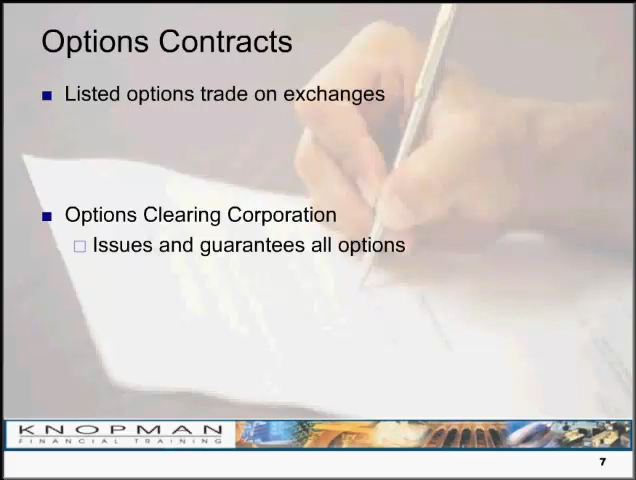 Options Contracts
Listed options trade on exchanges
Options Clearing Corporation
Issues and guarantees all options
KNOPMAN
FINANCIAL TRAINING
7